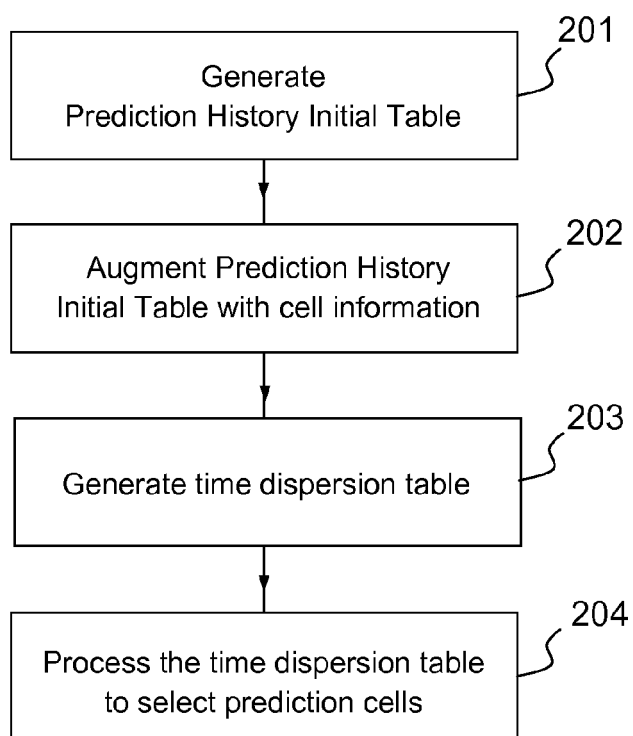 201
Generate
Prediction History Initial Table
202
Augment Prediction History
Initial Table with cell information
203
Generate time dispersion table
204
Process the time dispersion table
to select prediction cells